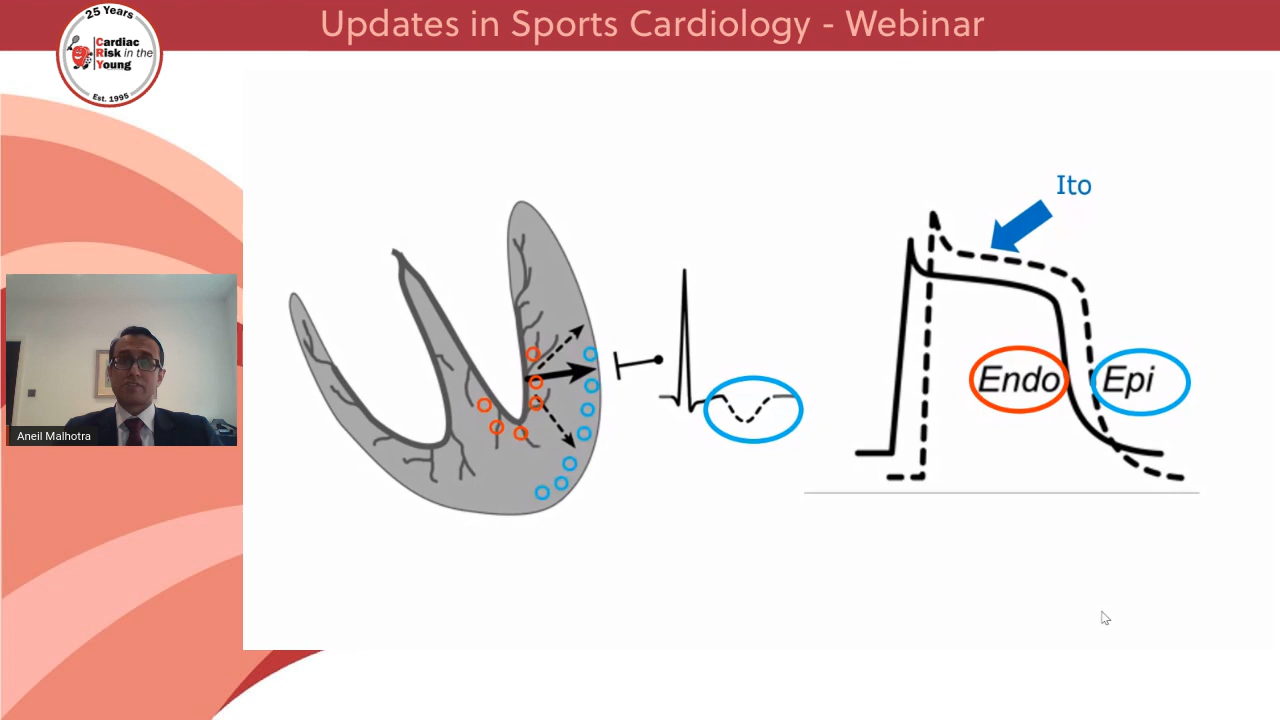 Updates in Sports Cardiology - Webinar
25 Years
Cardiac
Risk in the
Young
Est. 1995
Ito
Endo
Epi
Aneil Malhotra